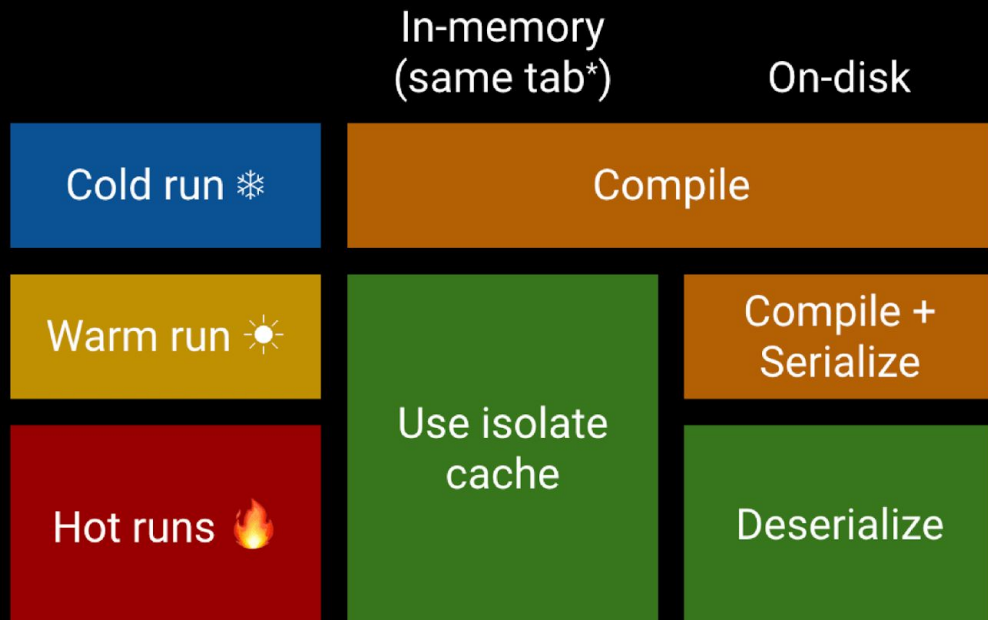 In-memory
(same tab*)
On-disk
Cold run ❄
Compile
Warm run ☀
Compile +
Serialize
Use isolate
cache
Hot runs 🔥
Deserialize